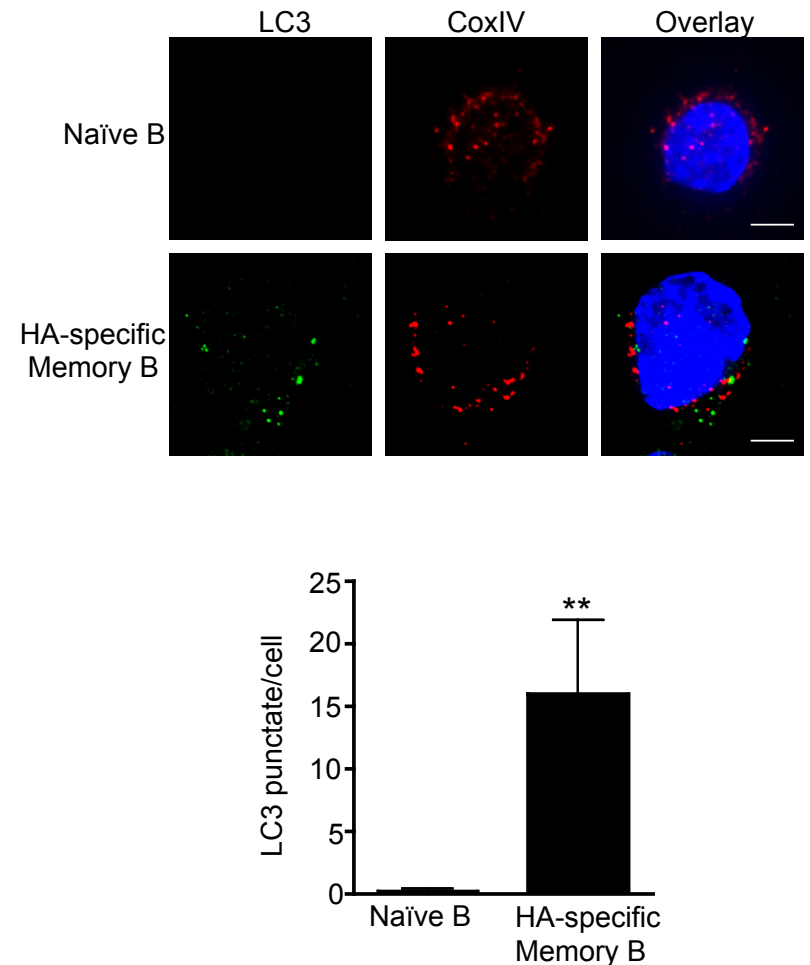 LC3 CoxIV Overlay
Naïve B
HA-specific
Memory B
25
20
15
10
5
0
LC3 punctate/cell
**
Naïve B HA-specific
Memory B